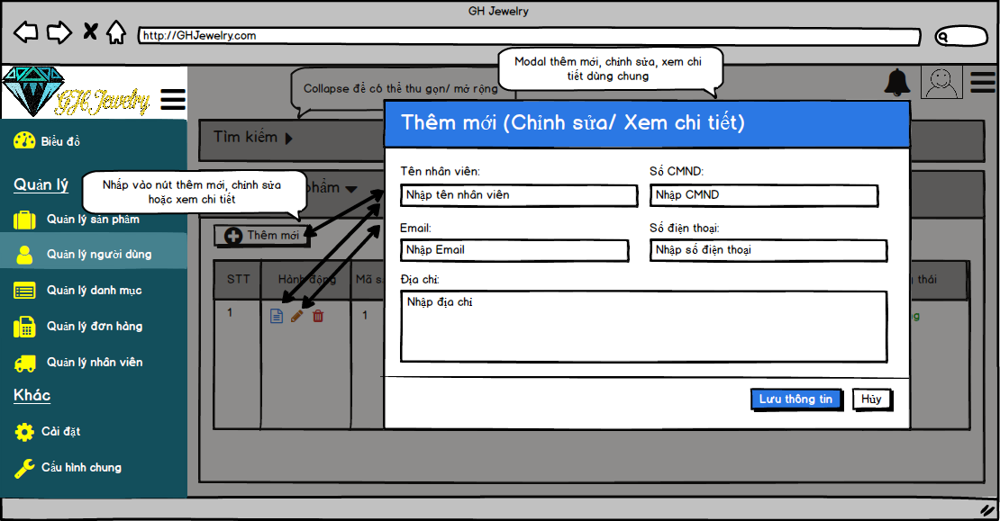 GH Jewelry
http://GHJewelry.com
GH Jewelry
Collapse để có thể thu gọn/ mở rộng
Modal thêm mới, chỉnh sửa, xem chi
tiết dùng chung
Biểu đồ
Quản lý
Quản lý sản phẩm
Quản lý người dùng
Quản lý danh mục
Quản lý đơn hàng
Quản lý nhân viên
Khác
Cài đặt
Cấu hình chung
Tìm kiếm
Nhấp vào nút thêm mới, chỉnh sửa
hoặc xem chi tiết
phẩm
Thêm mới
STT
Hành động
Mã s
thái
1
1
Thêm mới (Chỉnh sửa/ Xem chi tiết)
Tên nhân viên:
Số CMND:
Nhập tên nhân viên
Nhập CMND
Email:
Số điện thoại:
Nhập Email
Nhập số điện thoại
Địa chỉ:
Nhập địa chỉ
Lưu thông tin
Hủy